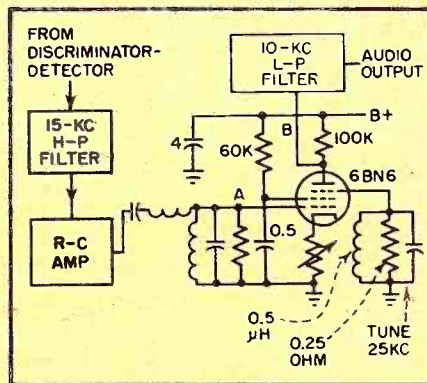 FROM
DISCRIMINATOR-
DETECTOR
15-KC
H-P
FILTER
R-C
AMP
10-KC
L-P
FILTER
AUDIO
OUTPUT
B+
B
4
60K
100K
6BN6
A
0.5
0.5
μH
0.25
OHM
TUNE
25KC